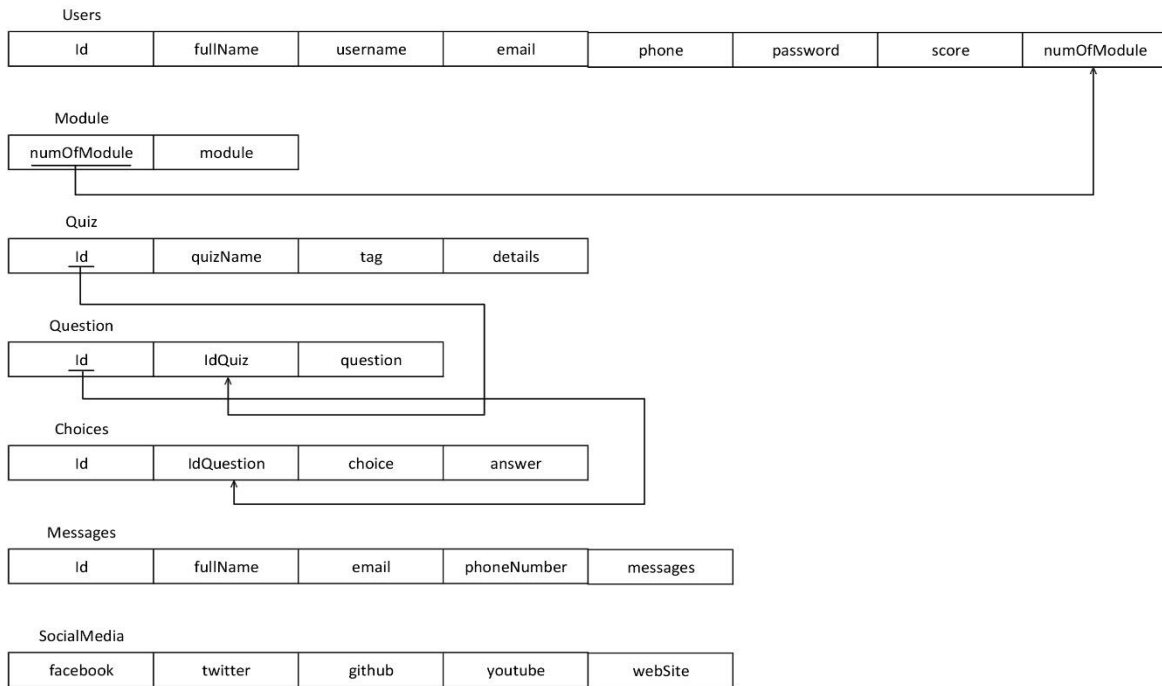 Users
Id fullName username email phone password score numOfModule
Module
numOfModule module
Quiz
Id quizName tag details
Question
Id IdQuiz question
Choices
Id IdQuestion choice answer
Messages
Id fullName email phoneNumber messages
SocialMedia
facebook twitter github youtube webSite